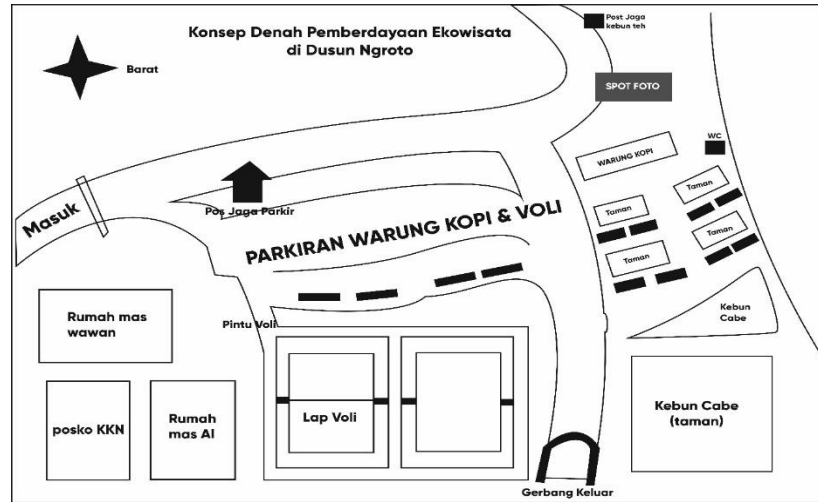 Konsep Denah Pemberdayaan Ekowisata
di Dusun Ngroto
Post Jaga
kebun teh
Barat
SPOT FOTO
WC
WARUNG KOPI
Masuk
Pos Jaga Parkir
PARKIRAN WARUNG KOPI & VOLI
Taman
Taman
Taman
Taman
Rumah mas
wawan
Pintu Voli
Kebun
Cabe
posko KKN
Rumah
mas Al
Lap Voli
Kebun Cabe
(taman)
Gerbang Keluar